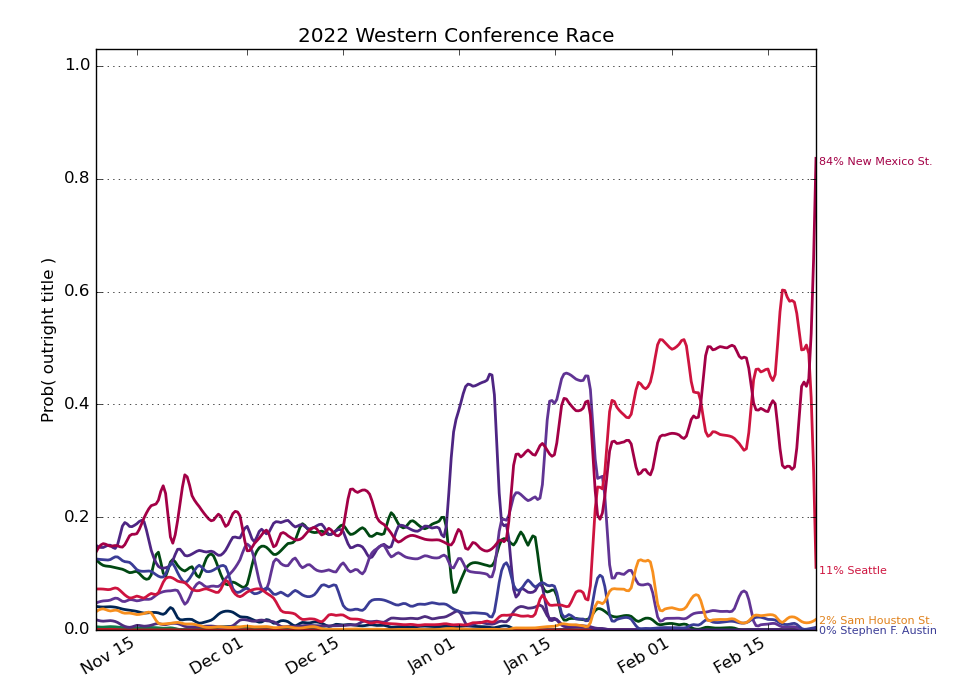 2022 Western Conference Race
Prob( outright title )
1.0
0.8
0.6
0.4
0.2
0.0
Nov 15
Dec 01
Dec 15
Jan 01
Jan 15
Feb 01
Feb 15
84% New Mexico St.
11% Seattle
2% Sam Houston St.
0% Stephen F. Austin